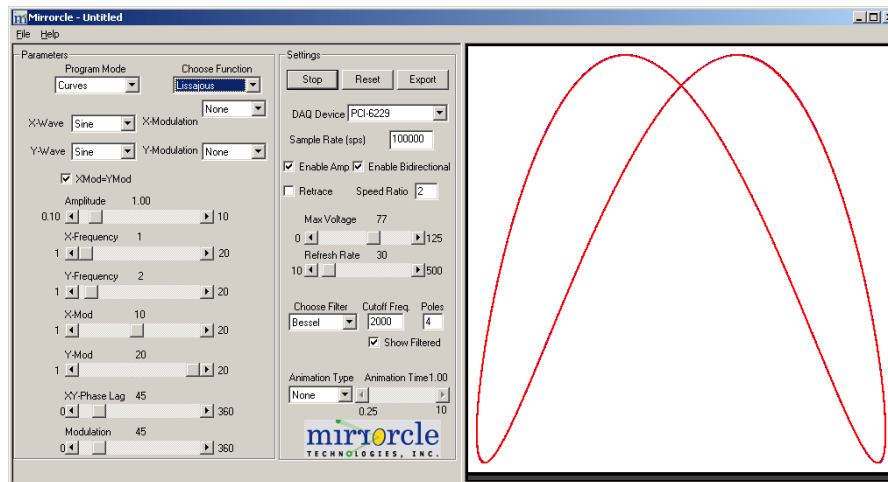 Mirrorcle - Untitled
File Help
Parameters
Program Mode Choose Function
Curves Lissajous
X-Wave Sine X-Modulation None
Y-Wave Sine Y-Modulation None
XMod=YMod
Amplitude 1.00
0.10 10
X-Frequency 1
1 20
Y-Frequency 2
1 20
X-Mod 10
1 20
Y-Mod 20
1 20
XY-Phase Lag 45
0 360
Modulation 45
0 360
Settings
Stop Reset Export
DAQ Device PCI-6229
Sample Rate (sps) 100000
Enable Amp Enable Bidirectional
Retrace Speed Ratio 2
Max Voltage 77
0 125
Refresh Rate 30
10 500
Choose Filter Cutoff Freq. Poles
Bessel 2000 4
Show Filtered
Animation Type Animation Time 1.00
None 0.25 10
mirrorcle
TECHNOLOGIES, INC.